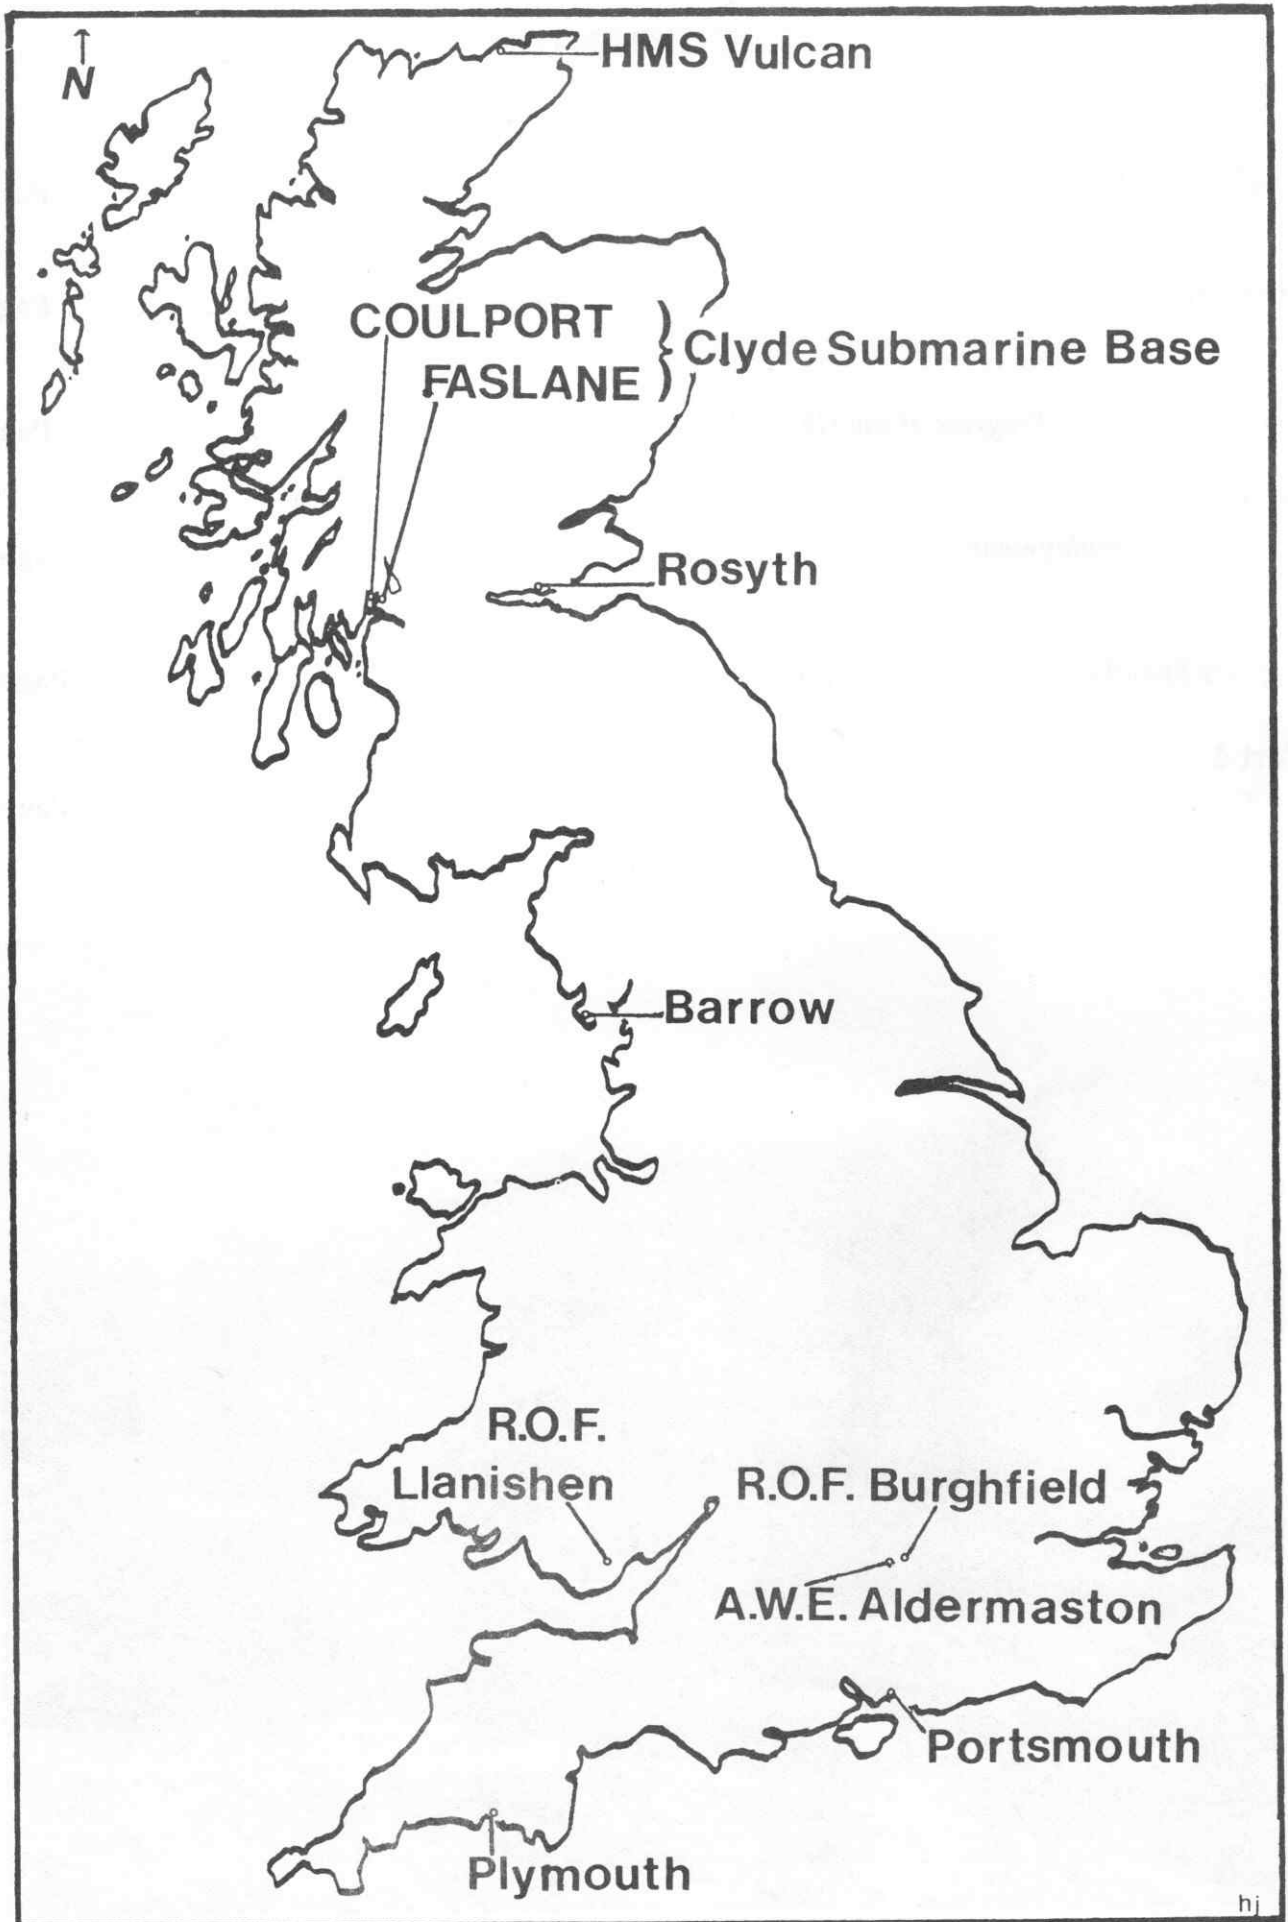 N
HMS Vulcan
COULPORT
FASLANE
Clyde Submarine Base
Rosyth
Barrow
R.O.F.
Llanishen
R.O.F. Burghfield
A.W.E. Aldermaston
Portsmouth
Plymouth
hj